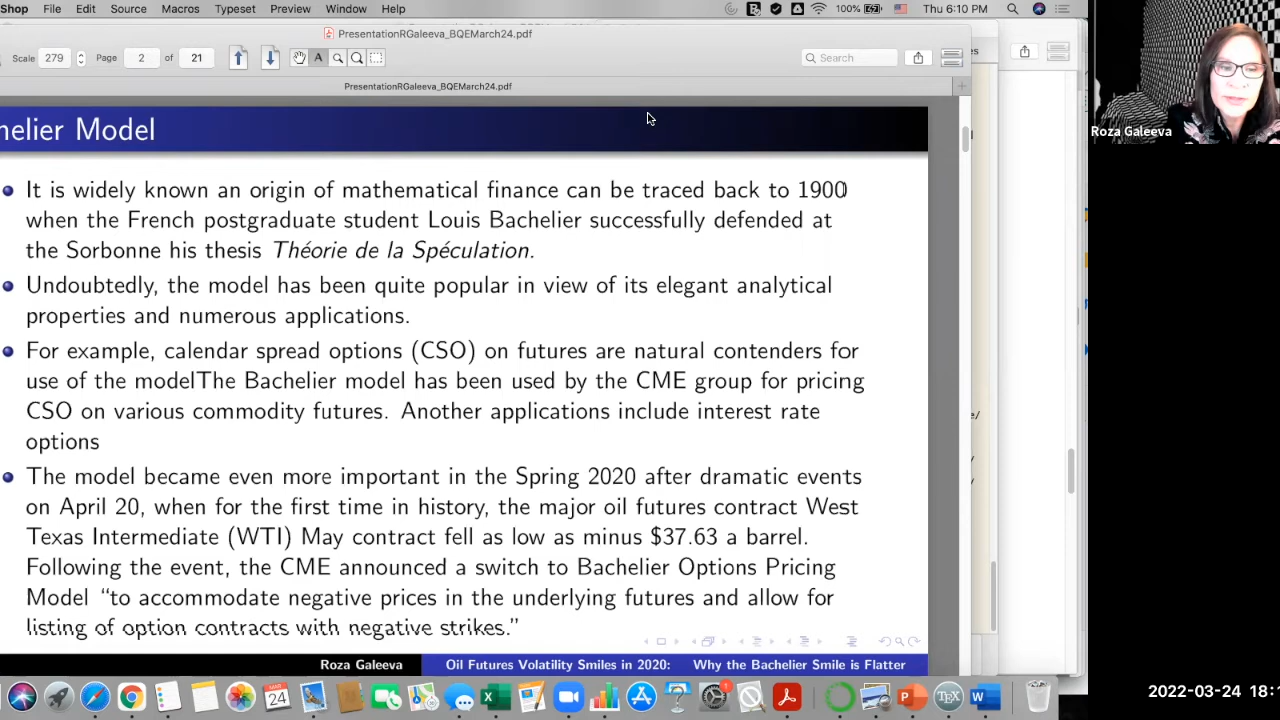 Shop File Edit Source Macros Typeset Preview Window Help 100% Thu 6:10 PM
PresentationRGaleeva_BQEMarch24.pdf
Scale 279 Page 2 of 21 A Search
PresentationRGaleeva_BQEMarch24.pdf
helier Model
It is widely known an origin of mathematical finance can be traced back to 1900
when the French postgraduate student Louis Bachelier successfully defended at
the Sorbonne his thesis Théorie de la Spéculation.
Undoubtedly, the model has been quite popular in view of its elegant analytical
properties and numerous applications.
For example, calendar spread options (CSO) on futures are natural contenders for
use of the modelThe Bachelier model has been used by the CME group for pricing
CSO on various commodity futures. Another applications include interest rate
options
The model became even more important in the Spring 2020 after dramatic events
on April 20, when for the first time in history, the major oil futures contract West
Texas Intermediate (WTI) May contract fell as low as minus $37.63 a barrel.
Following the event, the CME announced a switch to Bachelier Options Pricing
Model “to accommodate negative prices in the underlying futures and allow for
listing of option contracts with negative strikes.”
Roza Galeeva Oil Futures Volatility Smiles in 2020: Why the Bachelier Smile is Flatter
Roza Galeeva
MAR
24
TEX
2022-03-24 18: